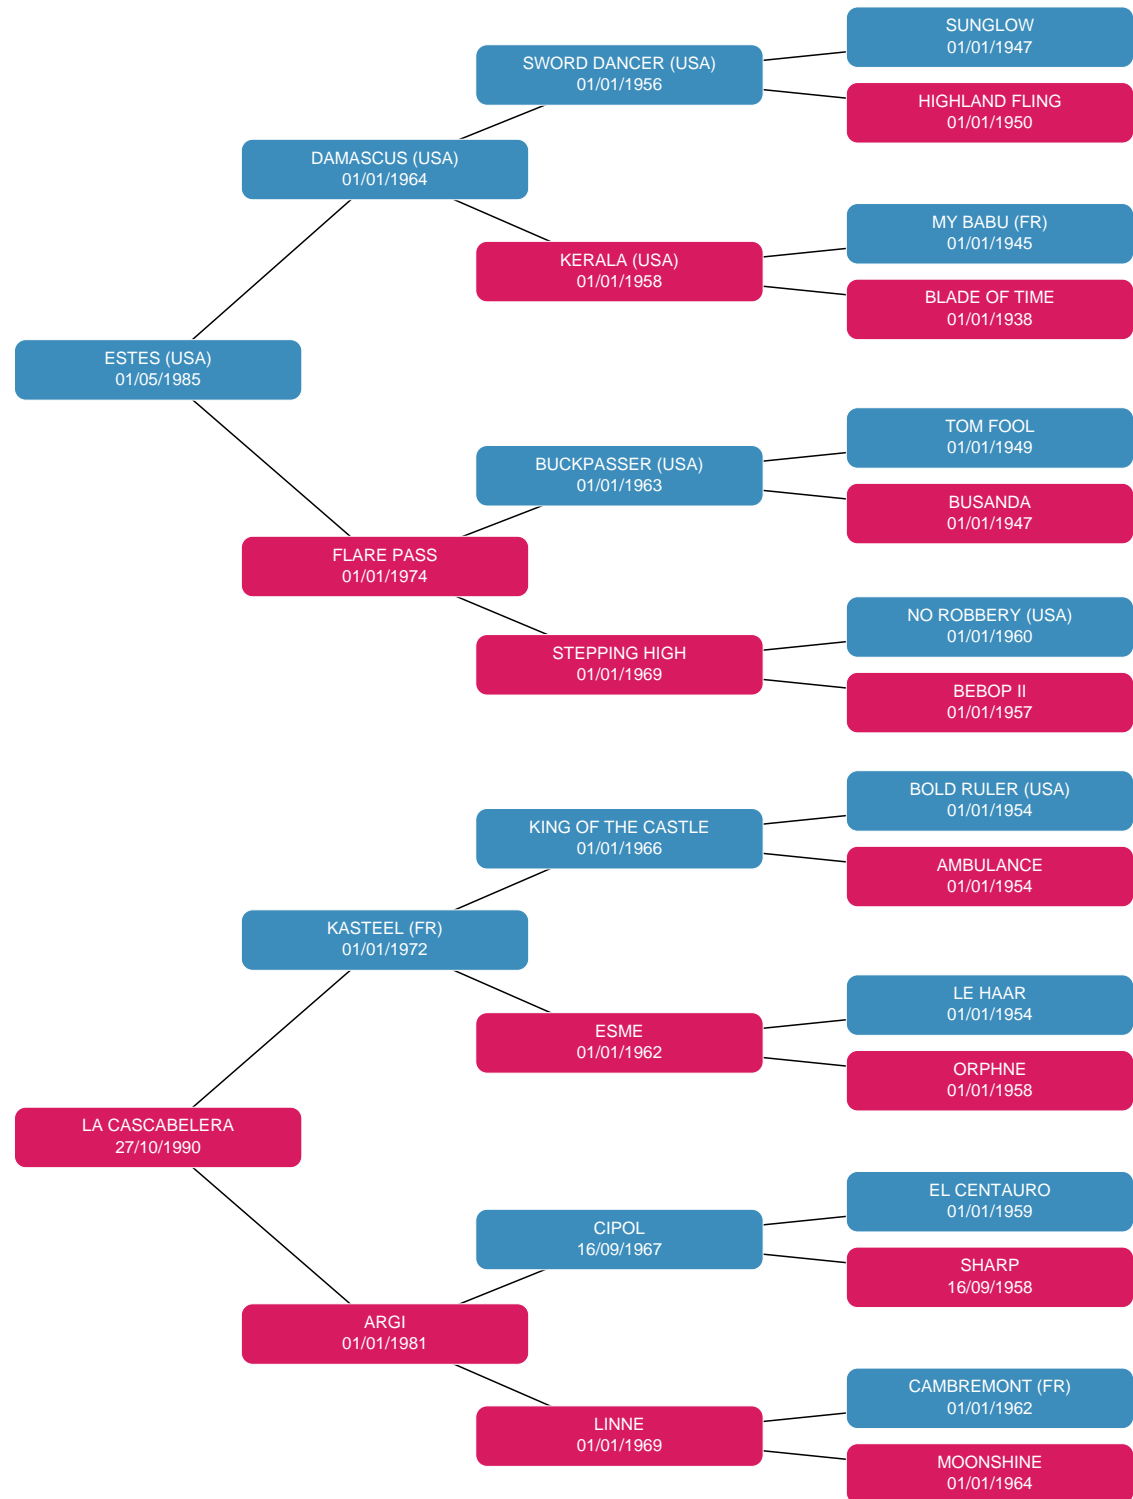 SUNGLOW
01/01/1947
SWORD DANCER (USA)
01/01/1956
HIGHLAND FLING
01/01/1950
DAMASCUS (USA)
01/01/1964
MY BABU (FR)
01/01/1945
KERALA (USA)
01/01/1958
BLADE OF TIME
01/01/1938
ESTES (USA)
01/05/1985
TOM FOOL
01/01/1949
BUCKPASSER (USA)
01/01/1963
BUSANDA
01/01/1947
FLARE PASS
01/01/1974
NO ROBBERY (USA)
01/01/1960
STEPPING HIGH
01/01/1969
BEBOP II
01/01/1957
BOLD RULER (USA)
01/01/1954
KING OF THE CASTLE
01/01/1966
AMBULANCE
01/01/1954
KASTEEL (FR)
01/01/1972
LE HAAR
01/01/1954
ESME
01/01/1962
ORPHNE
01/01/1958
LA CASCABELERA
27/10/1990
EL CENTAURO
01/01/1959
CIPOL
16/09/1967
SHARP
16/09/1958
ARGI
01/01/1981
CAMBREMONT (FR)
01/01/1962
LINNE
01/01/1969
MOONSHINE
01/01/1964